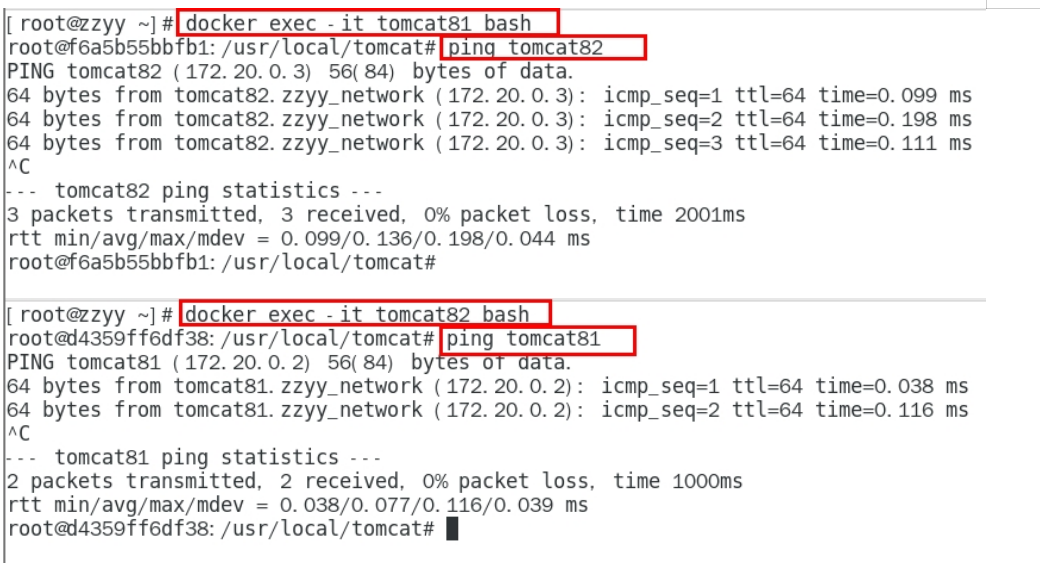 [root@zzyy ~]# docker exec -it tomcat81 bash
root@f6a5b55bbfb1:/usr/local/tomcat# ping tomcat82
PING tomcat82 (172.20.0.3) 56(84) bytes of data.
64 bytes from tomcat82.zzyy_network (172.20.0.3): icmp_seq=1 ttl=64 time=0.099 ms
64 bytes from tomcat82.zzyy_network (172.20.0.3): icmp_seq=2 ttl=64 time=0.198 ms
64 bytes from tomcat82.zzyy_network (172.20.0.3): icmp_seq=3 ttl=64 time=0.111 ms
^C
--- tomcat82 ping statistics ---
3 packets transmitted, 3 received, 0% packet loss, time 2001ms
rtt min/avg/max/mdev = 0.099/0.136/0.198/0.044 ms
root@f6a5b55bbfb1:/usr/local/tomcat#
[root@zzyy ~]# docker exec -it tomcat82 bash
root@d4359ff6df38:/usr/local/tomcat# ping tomcat81
PING tomcat81 (172.20.0.2) 56(84) bytes of data.
64 bytes from tomcat81.zzyy_network (172.20.0.2): icmp_seq=1 ttl=64 time=0.038 ms
64 bytes from tomcat81.zzyy_network (172.20.0.2): icmp_seq=2 ttl=64 time=0.116 ms
^C
--- tomcat81 ping statistics ---
2 packets transmitted, 2 received, 0% packet loss, time 1000ms
rtt min/avg/max/mdev = 0.038/0.077/0.116/0.039 ms
root@d4359ff6df38:/usr/local/tomcat#